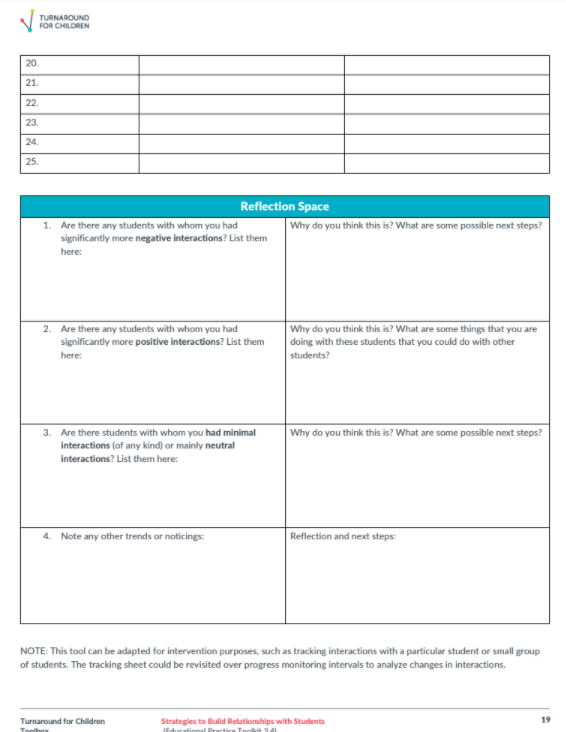 TURNAROUND
FOR CHILDREN
20.
21.
22.
23.
24.
25.
Reflection Space
1. Are there any students with whom you had
significantly more negative interactions? List them
here:
Why do you think this is? What are some possible next steps?
2. Are there any students with whom you had
significantly more positive interactions? List them
here:
Why do you think this is? What are some things that you are
doing with these students that you could do with other
students?
3. Are there students with whom you had minimal
interactions (of any kind) or mainly neutral
interactions? List them here:
Why do you think this is? What are some possible next steps?
4. Note any other trends or noticings:
Reflection and next steps:
NOTE: This tool can be adapted for intervention purposes, such as tracking interactions with a particular student or small group
of students. The tracking sheet could be revisited over progress monitoring intervals to analyze changes in interactions.
Turnaround for Children
Toolbox
Strategies to Build Relationships with Students
(Educational Practice Toolkit 3.4)
19